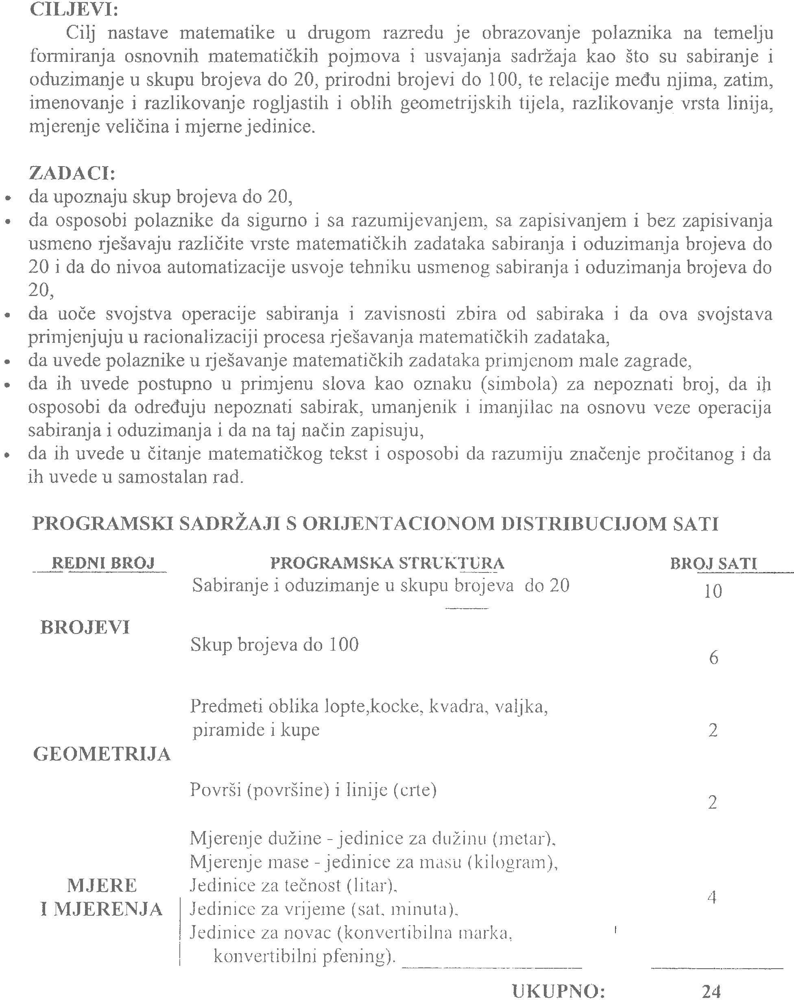 CILJEVI:
Cilj nastave matematike u drugom razredu je obrazovanje polaznika na temelju
formiranja osnovnih matematičkih pojmova i usvajanja sadržaja kao što su sabiranje i
oduzimanje u skupu brojeva do 20, prirodni brojevi do 100, te relacije među njima, zatim,
imenovanje i razlikovanje rogljastih i oblih geometrijskih tijela, razlikovanje vrsta linija,
mjerenje veličina i mjerne jedinice.
ZADACI:
• da upoznaju skup brojeva do 20,
• da osposobi polaznike da sigurno i sa razumijevanjem, sa zapisivanjem i bez zapisivanja
usmeno rješavaju različite vrste matematičkih zadataka sabiranja i oduzimanja brojeva do
20 i da do nivoa automatizacije usvoje tehniku usmenog sabiranja i oduzimanja brojeva do
20,
• da uoče svojstva operacije sabiranja i zavisnosti zbira od sabiraka i da ova svojstava
primjenjuju u racionalizaciji procesa rješavanja matematičkih zadataka,
• da uvede polaznike u rješavanje matematičkih zadataka primjenom male zagrade,
• da ih uvede postupno u primjenu slova kao oznaku (simbola) za nepoznati broj, da ih
osposobi da određuju nepoznati sabirak, umanjenik i imanjilac na osnovu veze operacija
sabiranja i oduzimanja i da na taj način zapisuju,
• da ih uvede u čitanje matematičkog tekst i osposobi da razumiju značenje pročitanog i da
ih uvede u samostalan rad.
PROGRAMSKI SADRŽAJI S ORIJENTACIONOM DISTRIBUCIJOM SATI
REDNI BROJ PROGRAMSKA STRUKTURA BROJ SATI
Sabiranje i oduzimanje u skupu brojeva do 20 10
BROJEVI
Skup brojeva do 100
6
Predmeti oblika lopte,kocke, kvadra, valjka,
piramide i kupe 2
GEOMETRIJA
Površi (površine) i linije (crte)
2
Mjerenje dužine - jedinice za dužinu (metar),
Mjerenje mase - jedinice za masu (kilogram),
MJERE Jedinice za tečnost (litar),
4
I MJERENJA Jedinice za vrijeme (sat, minuta),
Jedinice za novac (konvertibilna marka,
konvertibilni pfening).
UKUPNO: 24